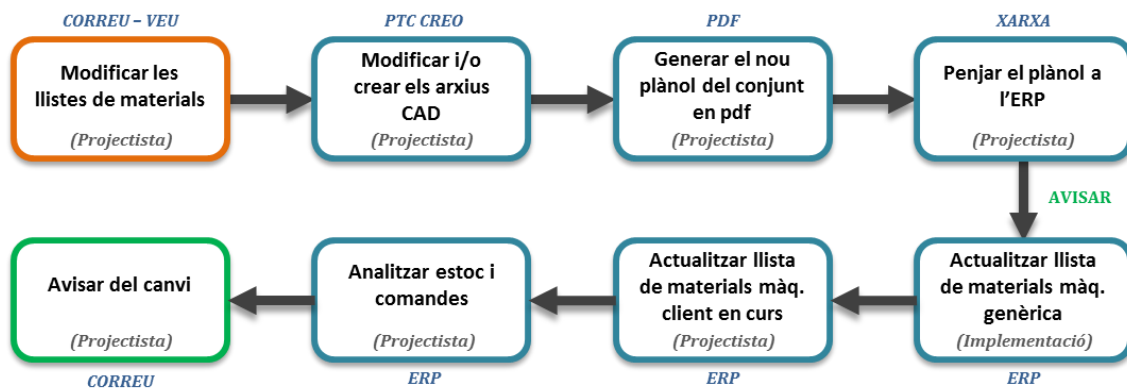 CORREU – VEU
Modificar les
llistes de materials
(Projectista)
PTC CREO
Modificar i/o
crear els arxius
CAD
(Projectista)
PDF
Generar el nou
plànol del conjunt
en pdf
(Projectista)
XARXA
Penjar el plànol a
l’ERP
(Projectista)
AVISAR
Actualitzar llista
de materials màq.
genèrica
(Implementació)
ERP
Actualitzar llista
de materials màq.
client en curs
(Projectista)
ERP
Analitzar estoc i
comandes
(Projectista)
ERP
Avisar del canvi
(Projectista)
CORREU